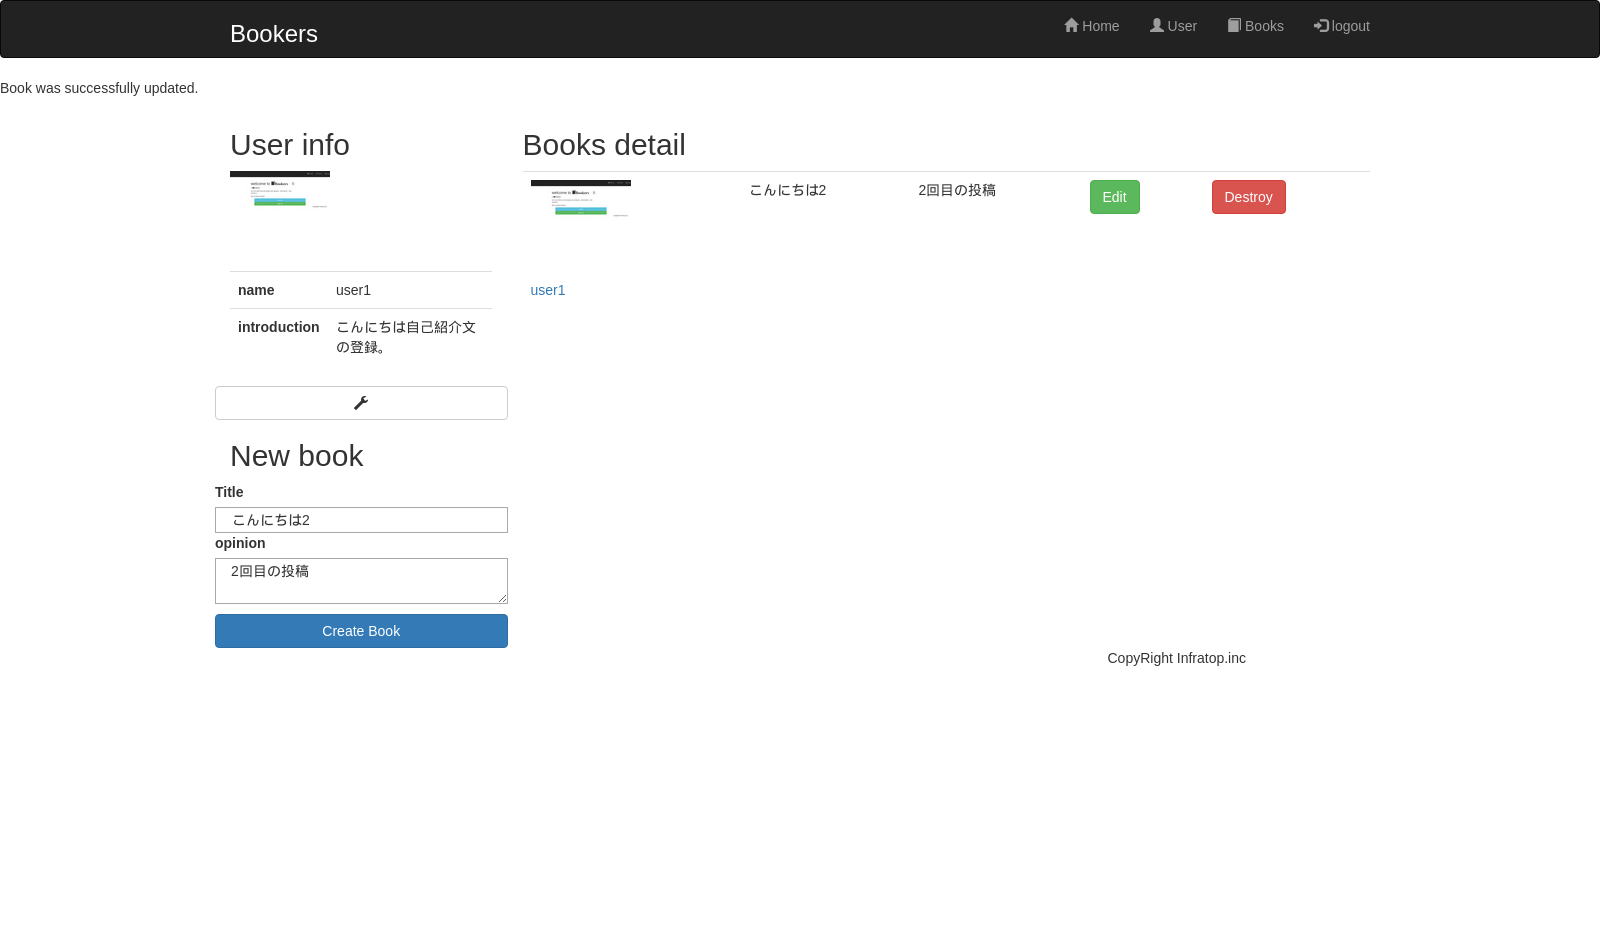 Bookers
Home
User
Books
logout
Book was successfully updated.
User info
name user1
introduction こんにちは自己紹介文
の登録。
New book
Title
こんにちは2
opinion
2回目の投稿
Create Book
Books detail
こんにちは2 2回目の投稿 Edit Destroy
user1
CopyRight Infratop.inc